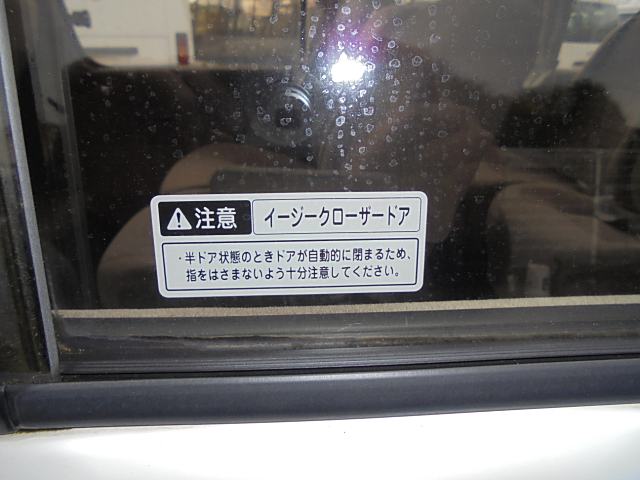 注意 イージークローザードア
・半ドア状態のときドアが自動的に閉まるため、
指をはさまないよう十分注意してください。